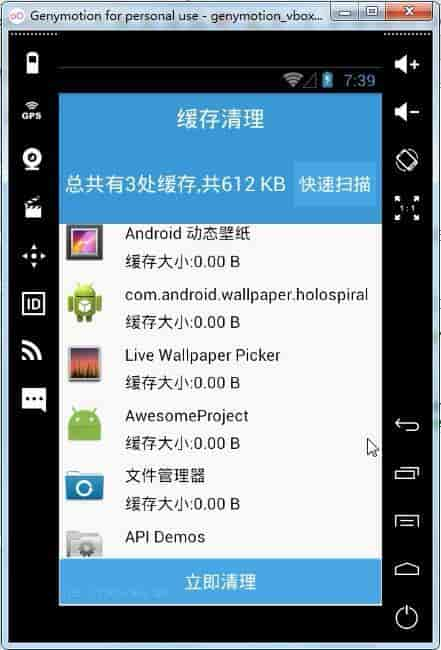 Genymotion for personal use - genymotion_vbox...
7:39
GPS
缓存清理
总共有3处缓存,共612 KB
快速扫描
1:1
Android 动态壁纸
缓存大小:0.00 B
com.android.wallpaper.holospiral
缓存大小:0.00 B
ID
Live Wallpaper Picker
缓存大小:0.00 B
AwesomeProject
缓存大小:0.00 B
文件管理器
缓存大小:0.00 B
API Demos
立即清理